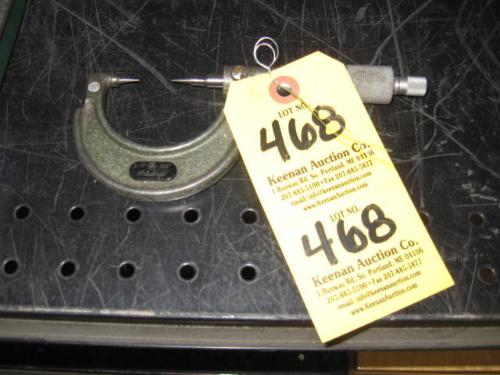 LOT NO.
468
Keenan Auction Co.
1 Runway Rd. So. Portland, ME 04106
207-885-5100 • Fax 207-885-5877
email: info@keenanauction.com
www.KeenanAuction.com
LOT NO.
468
Keenan Auction Co.
1 Runway Rd. So. Portland, ME 04106
207-885-5100 • Fax 207-885-5877
email: info@keenanauction.com
www.KeenanAuction.com